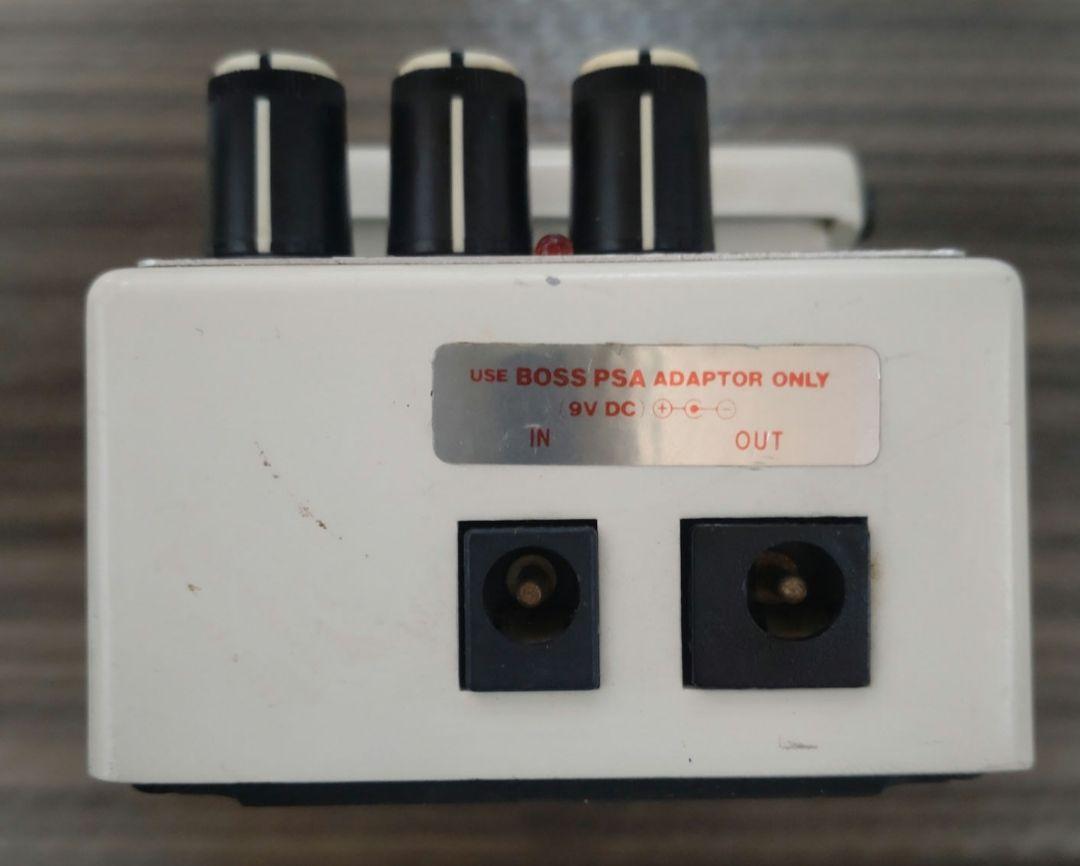 USE BOSS PSA ADAPTOR ONLY
(9V DC) +-
IN OUT